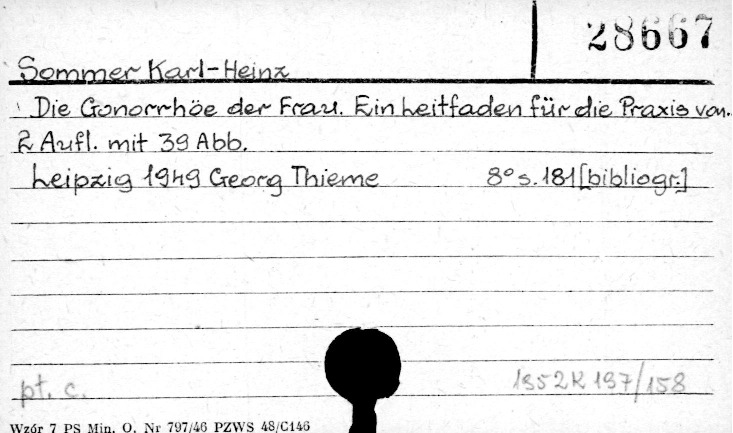 28667
Sommer Karl-Heinz
Die Gonorrhöe der Frau. Ein Leitfaden für die Praxis von.
2 Aufl. mit 39 Abb.
Leipzig 1949 Georg Thieme 8° s. 181 [bibliogr.]
pt. c. 1952 K 197/158
Wzór 7 PS Min. O. Nr 797/46 PZWS 48/C146